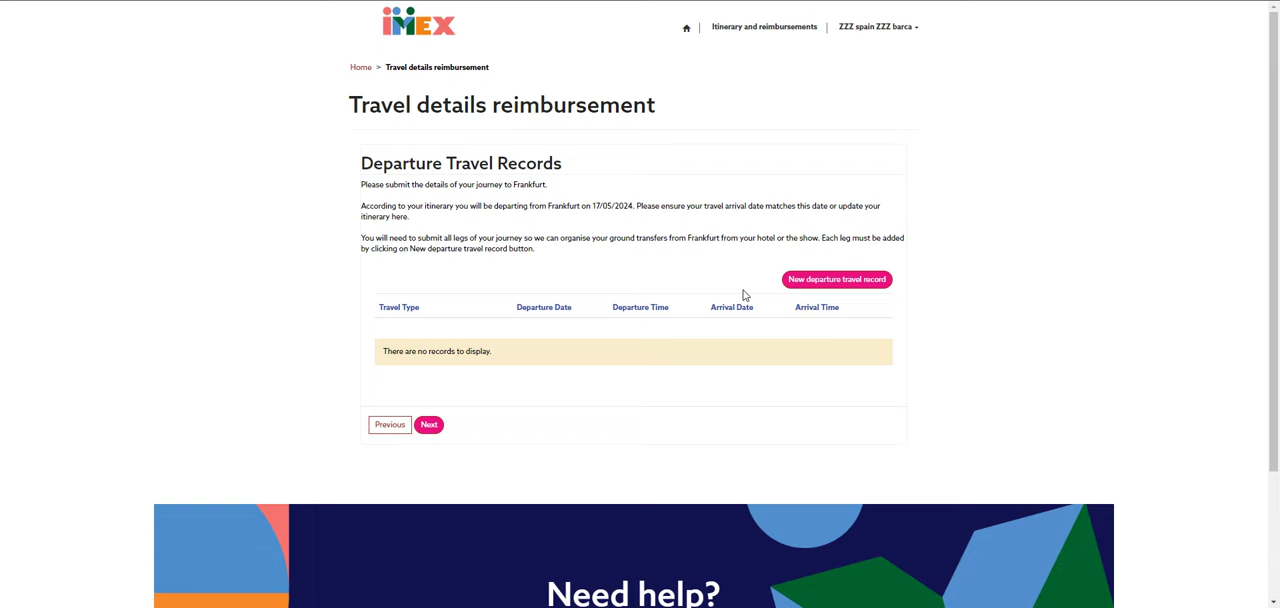 IMEX
Itinerary and reimbursements
ZZZ spain ZZZ barca
Home > Travel details reimbursement
Travel details reimbursement
Departure Travel Records
Please submit the details of your journey to Frankfurt.
According to your itinerary you will be departing from Frankfurt on 17/05/2024. Please ensure your travel arrival date matches this date or update your
itinerary here.
You will need to submit all legs of your journey so we can organise your ground transfers from Frankfurt from your hotel or the show. Each leg must be added
by clicking on New departure travel record button.
New departure travel record
Travel Type Departure Date Departure Time Arrival Date Arrival Time
There are no records to display.
Previous Next
Need help?